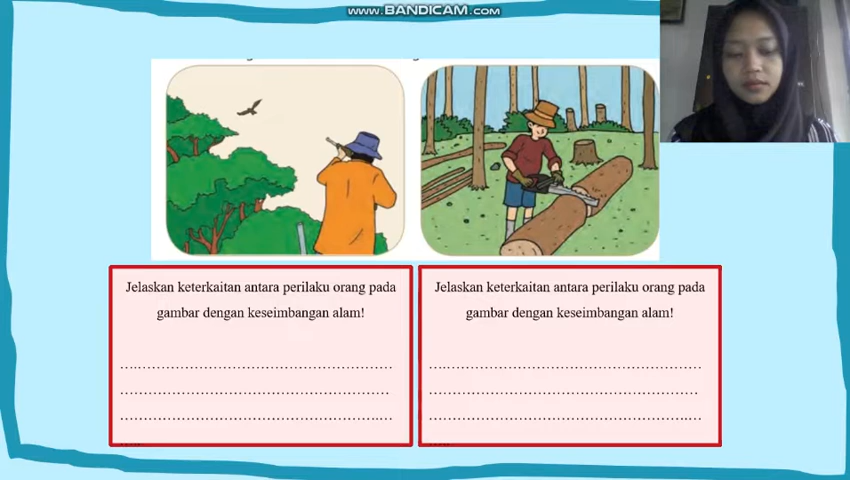 WWW.BANDICAM.COM
Jelaskan keterkaitan antara perilaku orang pada
gambar dengan keseimbangan alam!
Jelaskan keterkaitan antara perilaku orang pada
gambar dengan keseimbangan alam!